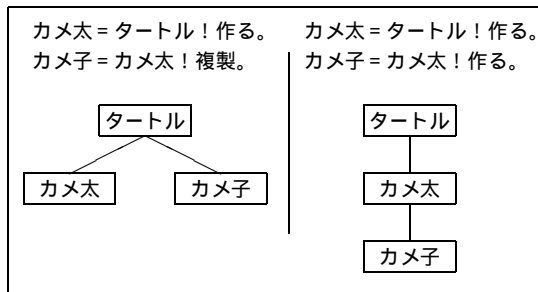 カメ太=タートル！作る。
カメ子=カメ太！複製。
タートル
カメ太
カメ子
カメ太=タートル！作る。
カメ子=カメ太！作る。
タートル
カメ太
カメ子